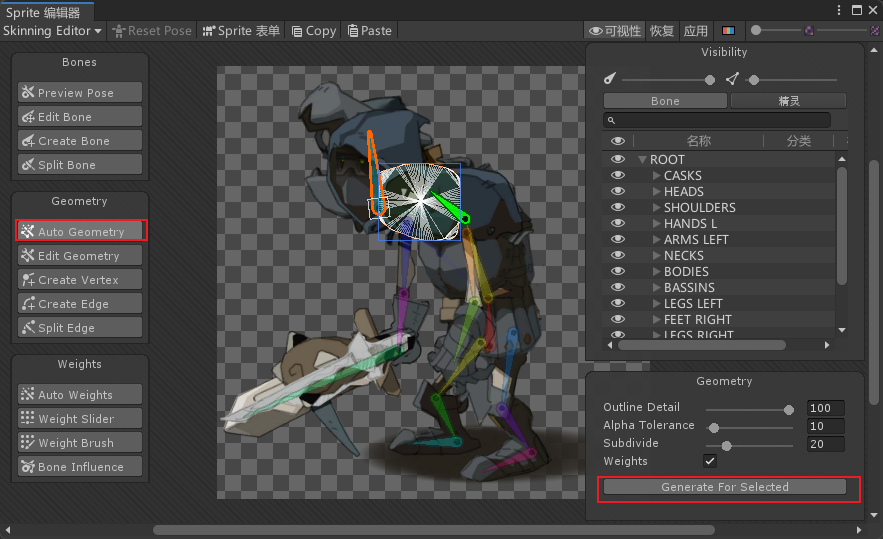 Sprite 编辑器
Skinning Editor
Reset Pose
Sprite 表单
Copy
Paste
可视性
恢复
应用
Bones
Preview Pose
Edit Bone
Create Bone
Split Bone
Geometry
Auto Geometry
Edit Geometry
Create Vertex
Create Edge
Split Edge
Weights
Auto Weights
Weight Slider
Weight Brush
Bone Influence
Visibility
Bone
精灵
名称
分类
ROOT
CASKS
HEADS
SHOULDERS
HANDS L
ARMS LEFT
NECKS
BODIES
BASSINS
LEGS LEFT
FEET RIGHT
LEGS RIGHT
Geometry
Outline Detail 100
Alpha Tolerance 10
Subdivide 20
Weights
Generate For Selected